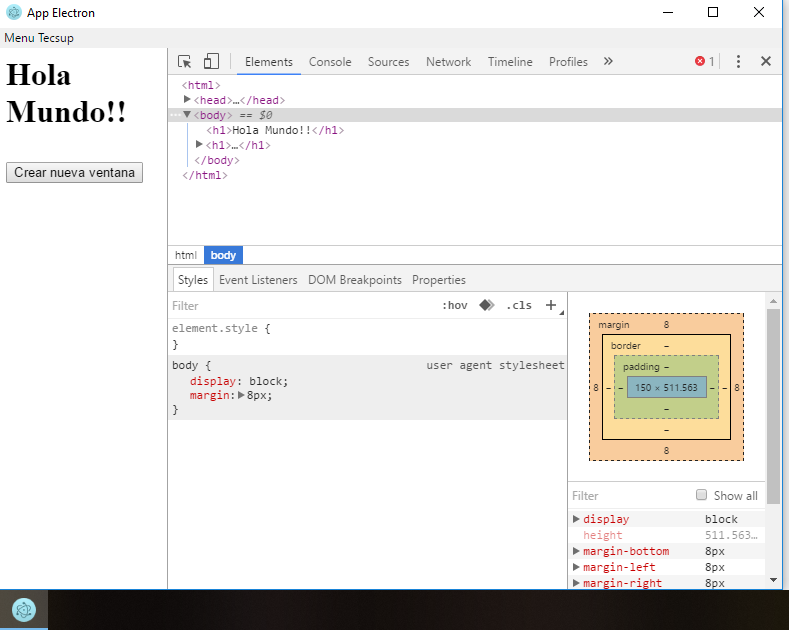 App Electron
Menu Tecsup
Hola
Mundo!!
Crear nueva ventana
Elements Console Sources Network Timeline Profiles » 1
<html>
<head>…</head>
<body> == $0
<h1>Hola Mundo!!</h1>
<h1>…</h1>
</body>
</html>
html body
Styles Event Listeners DOM Breakpoints Properties
Filter :hov .cls +
element.style {
}
body { user agent stylesheet
display: block;
margin: 8px;
}
margin 8
border –
padding –
8 – – 150 × 511.563 – – 8
–
–
8
Filter Show all
display block
height 511.563…
margin-bottom 8px
margin-left 8px
margin-right 8px